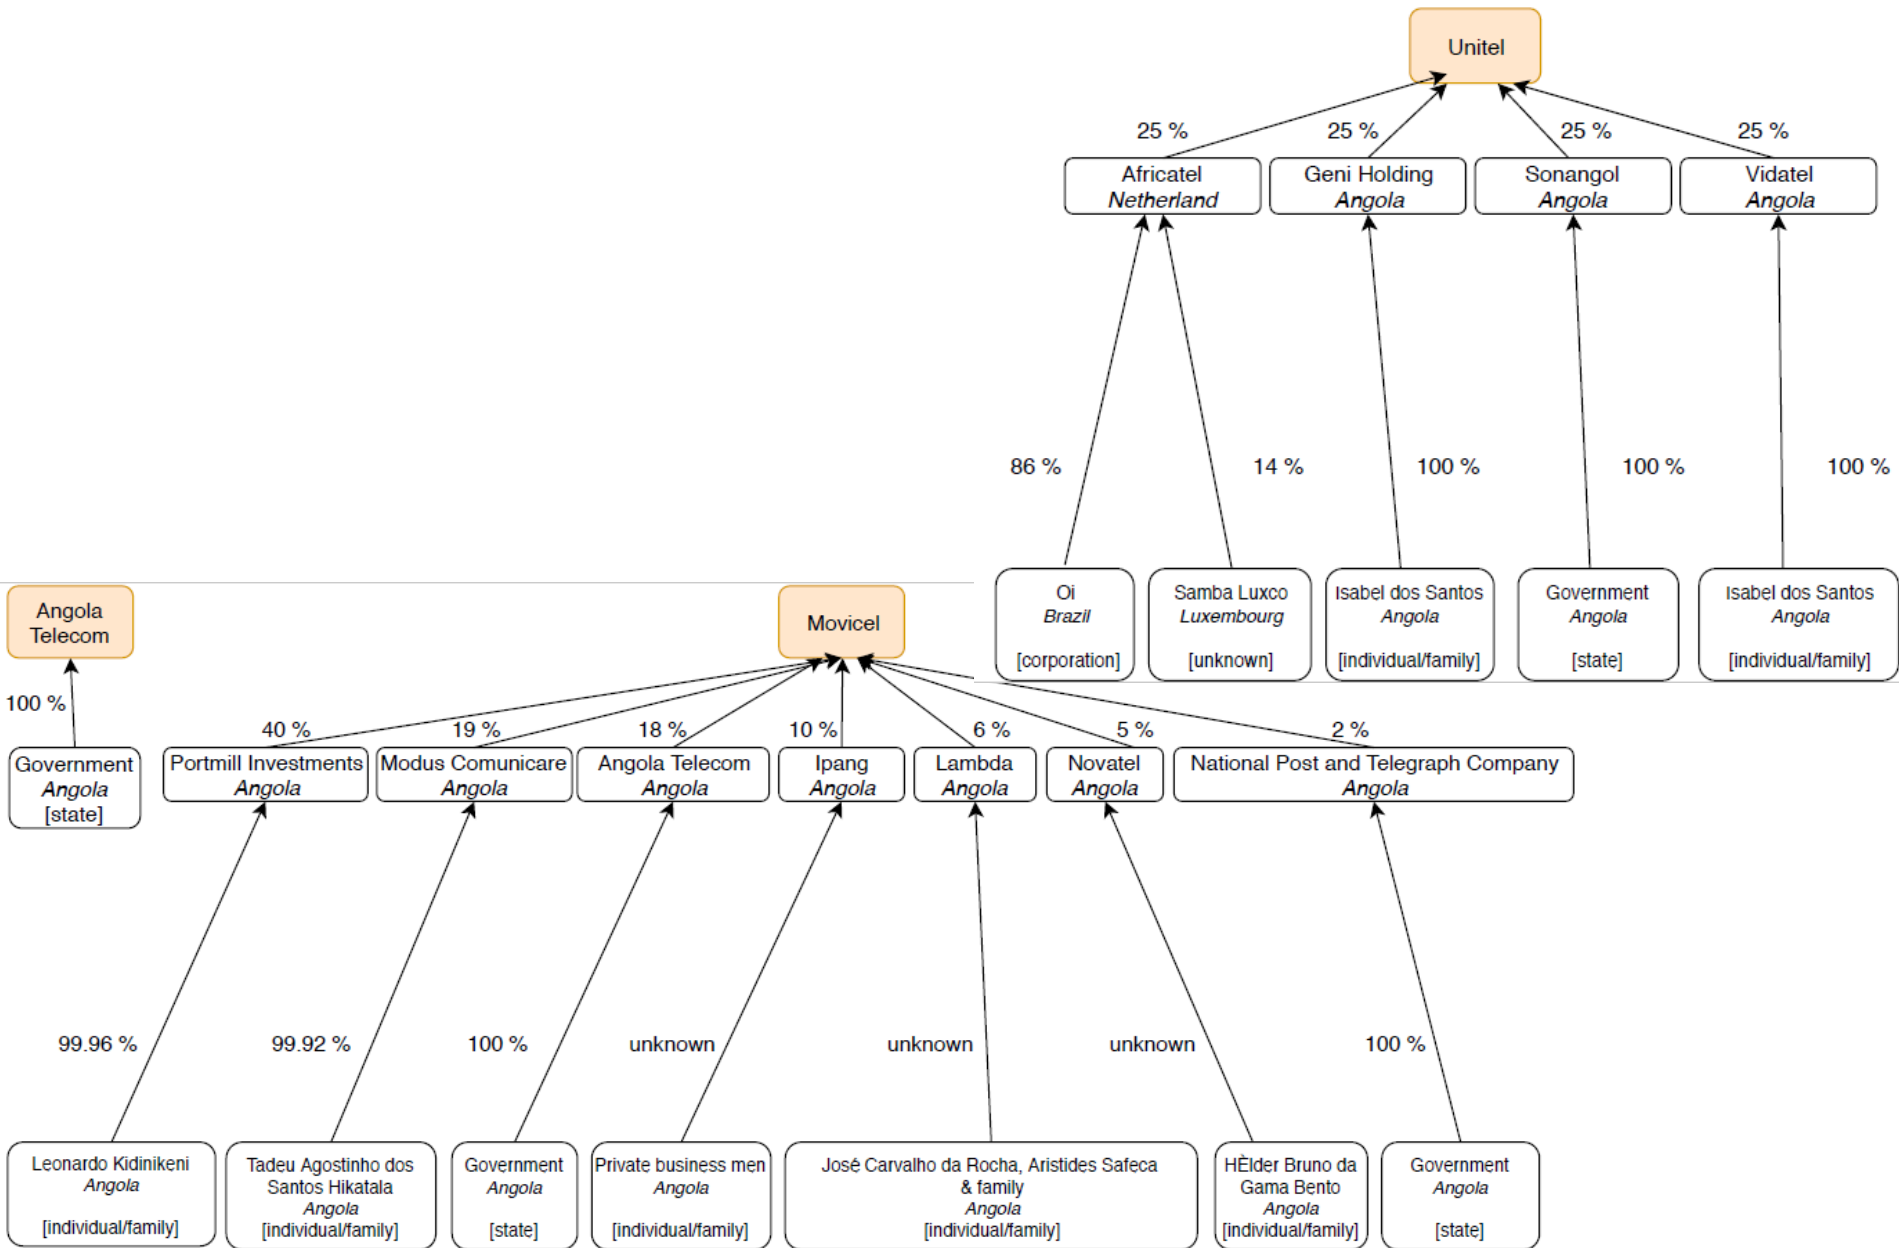 Unitel
25 %
25 %
25 %
25 %
Africatel
Netherland
Geni Holding
Angola
Sonangol
Angola
Vidatel
Angola
86 %
14 %
100 %
100 %
100 %
Oi
Brazil
[corporation]
Samba Luxco
Luxembourg
[unknown]
Isabel dos Santos
Angola
[individual/family]
Government
Angola
[state]
Isabel dos Santos
Angola
[individual/family]
Angola
Telecom
Movicel
100 %
40 %
19 %
18 %
10 %
6 %
5 %
2 %
Government
Angola
[state]
Portmill Investments
Angola
Modus Comunicare
Angola
Angola Telecom
Angola
Ipang
Angola
Lambda
Angola
Novatel
Angola
National Post and Telegraph Company
Angola
99.96 %
99.92 %
100 %
unknown
unknown
unknown
100 %
Leonardo Kidinikeni
Angola
[individual/family]
Tadeu Agostinho dos
Santos Hikatala
Angola
[individual/family]
Government
Angola
[state]
Private business men
Angola
[individual/family]
José Carvalho da Rocha, Aristides Safeca
& family
Angola
[individual/family]
HÈlder Bruno da
Gama Bento
Angola
[individual/family]
Government
Angola
[state]